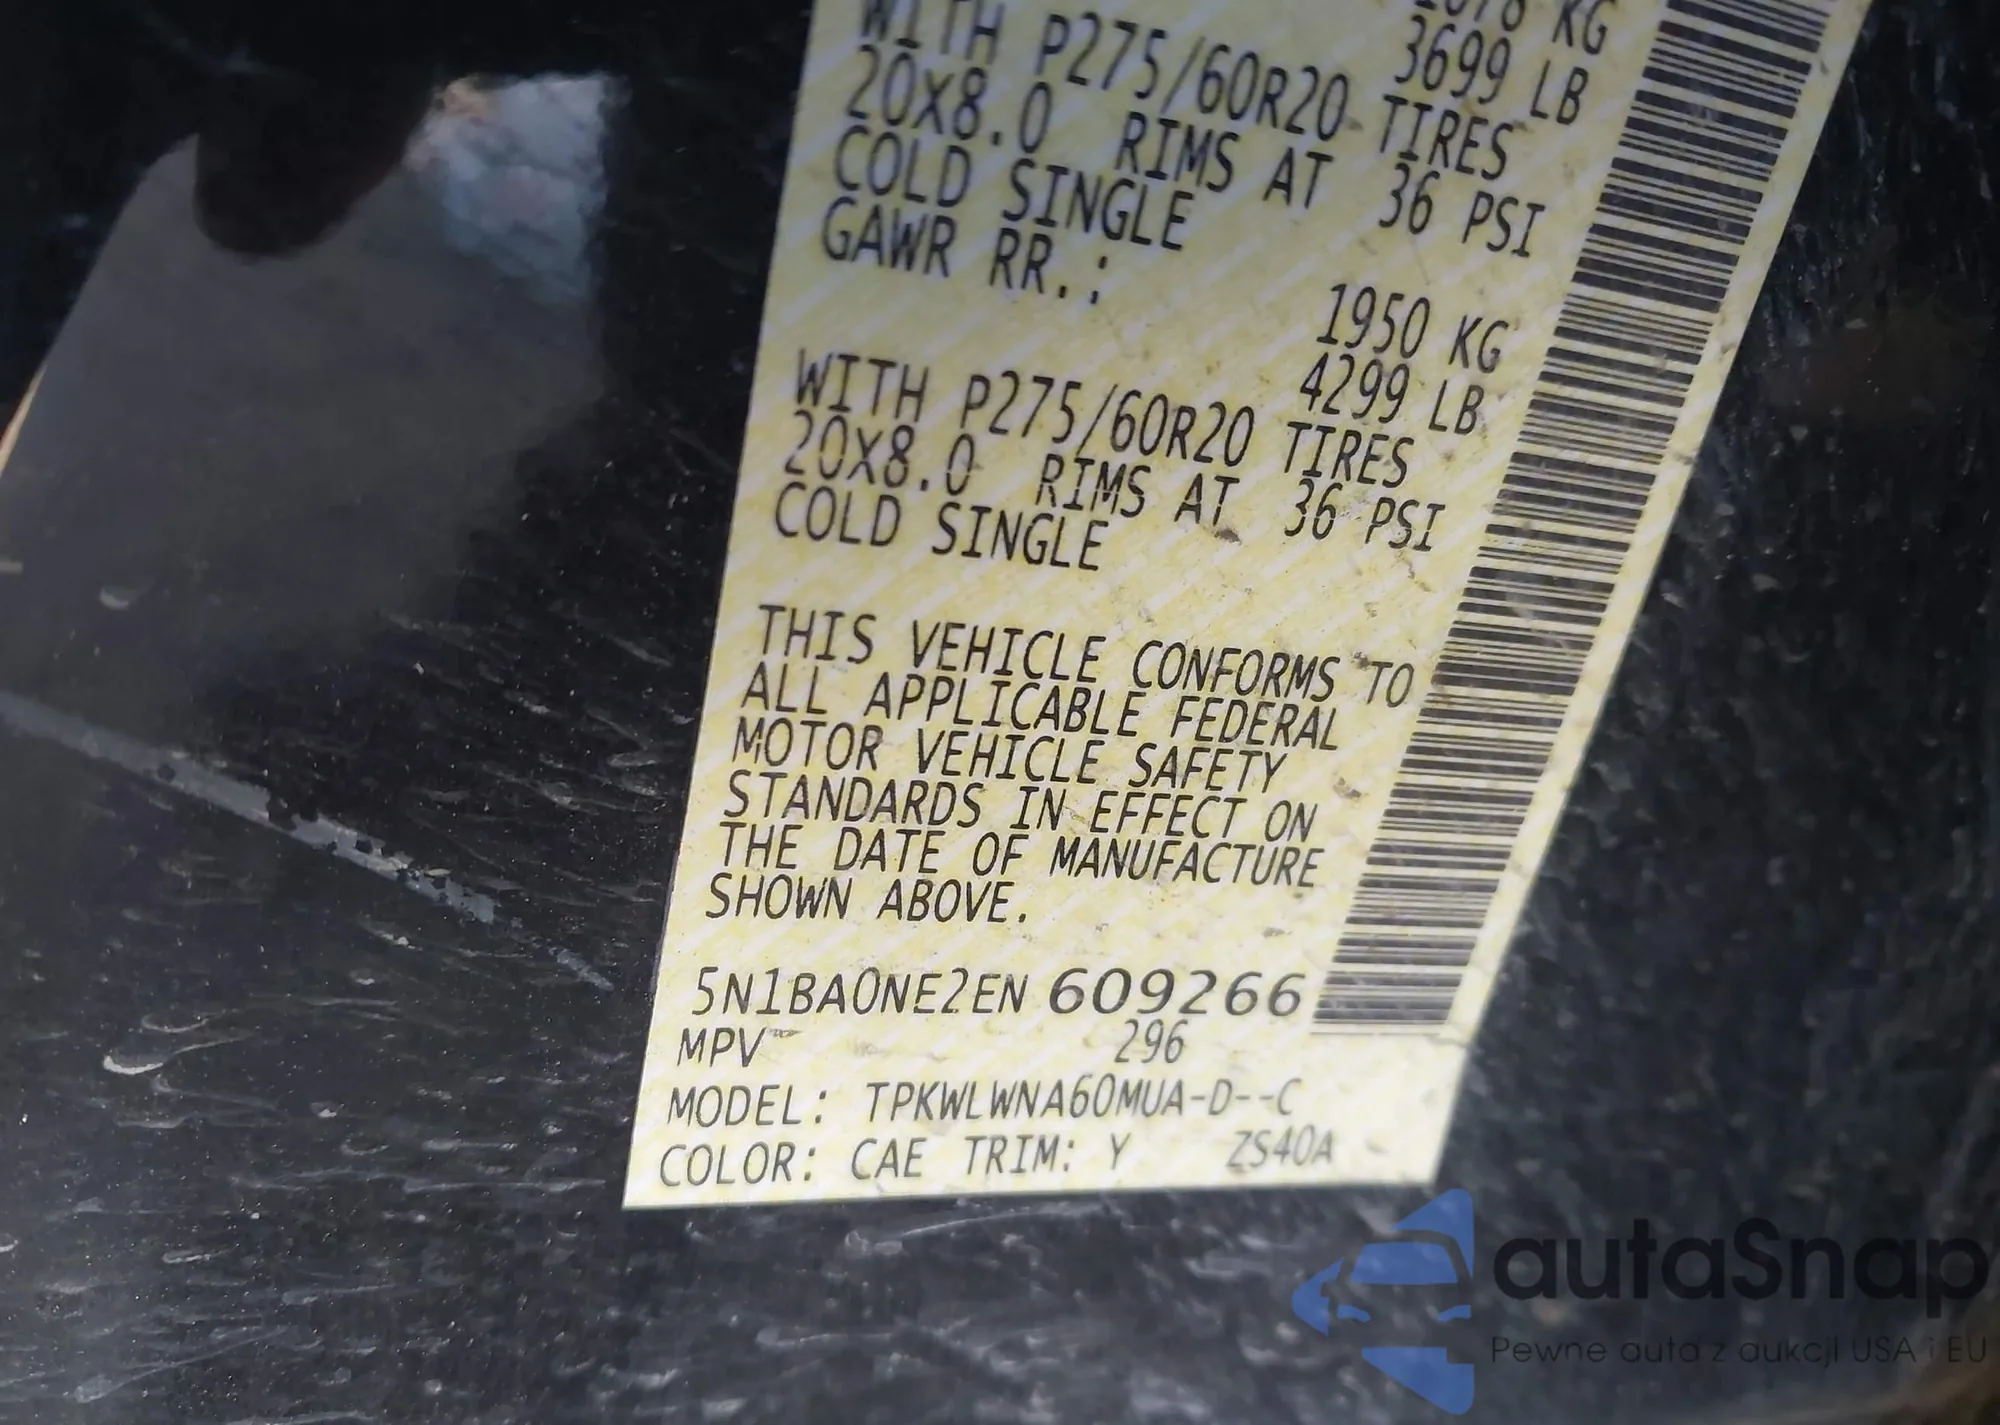 KG
3699 LB
WITH P275/60R20 TIRES
20X8.0 RIMS AT 36 PSI
COLD SINGLE
GAWR RR.:
1950 KG
4299 LB
WITH P275/60R20 TIRES
20X8.0 RIMS AT 36 PSI
COLD SINGLE
THIS VEHICLE CONFORMS TO
ALL APPLICABLE FEDERAL
MOTOR VEHICLE SAFETY
STANDARDS IN EFFECT ON
THE DATE OF MANUFACTURE
SHOWN ABOVE.
5N1BA0NE2EN 609266
MPV 296
MODEL: TPKWLWNA60MUA-D--C
COLOR: CAE TRIM: Y ZS40A
autaSnap
Pewne auta z aukcji USA i EU